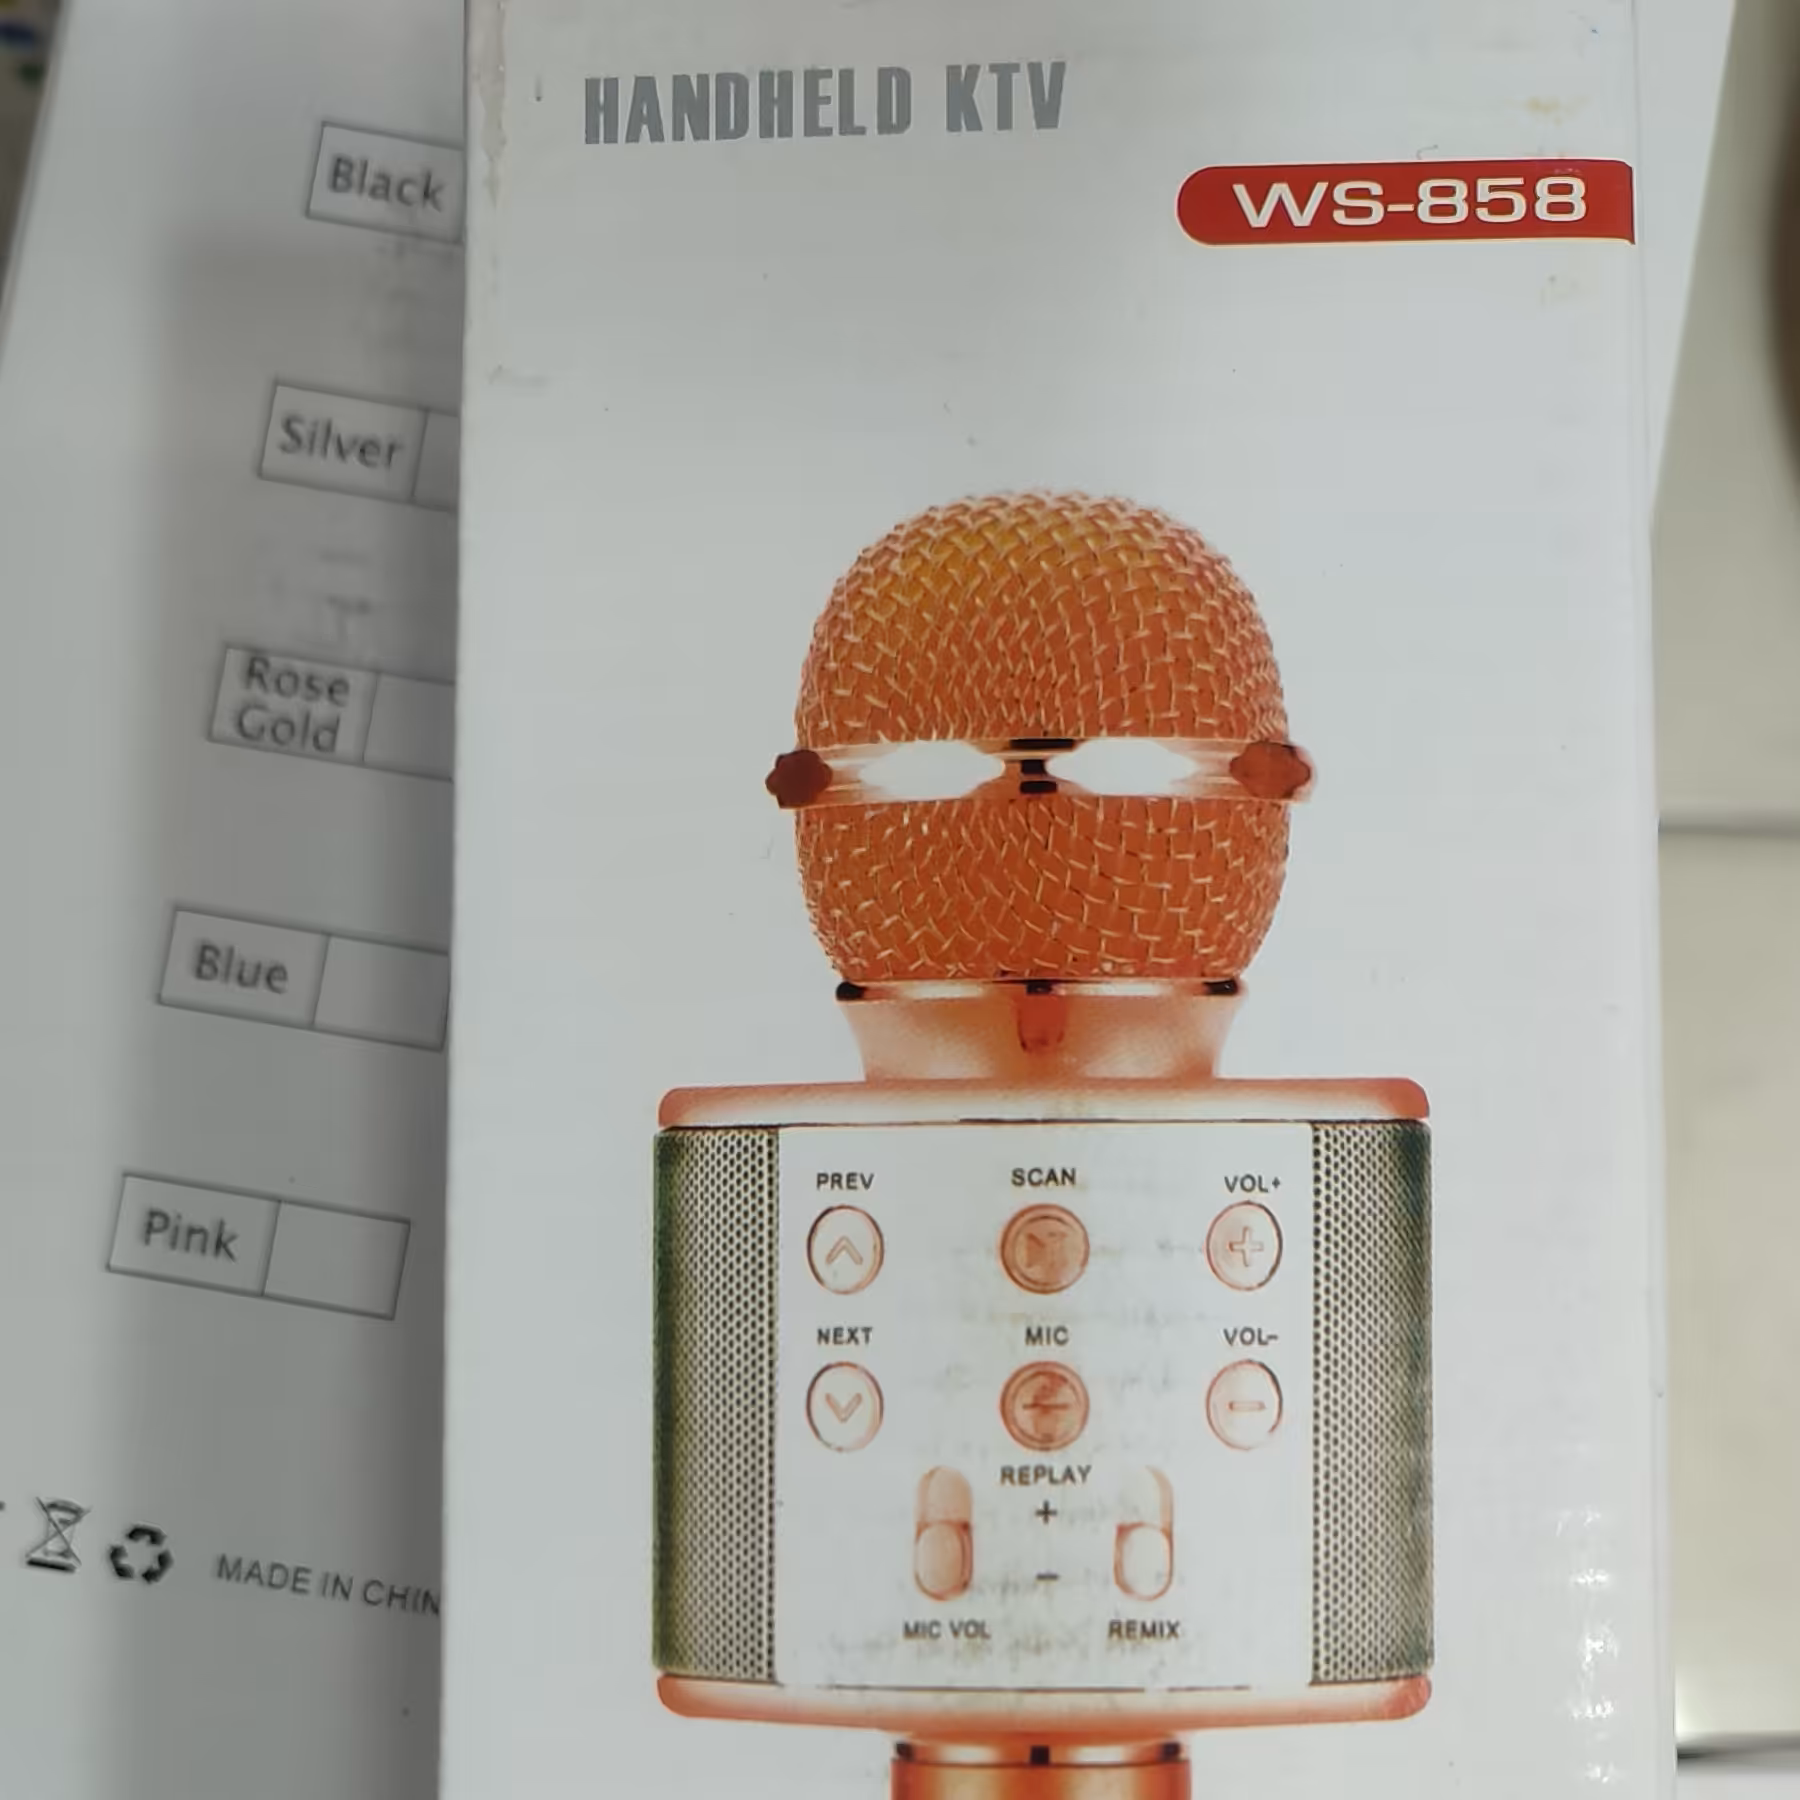 HANDHELD KTV
WS-858
Black
Silver
Rose
Gold
Blue
Pink
MADE IN CHIN
PREV
SCAN
VOL+
NEXT
MIC
VOL-
REPLAY
+
-
MIC VOL
REMIX